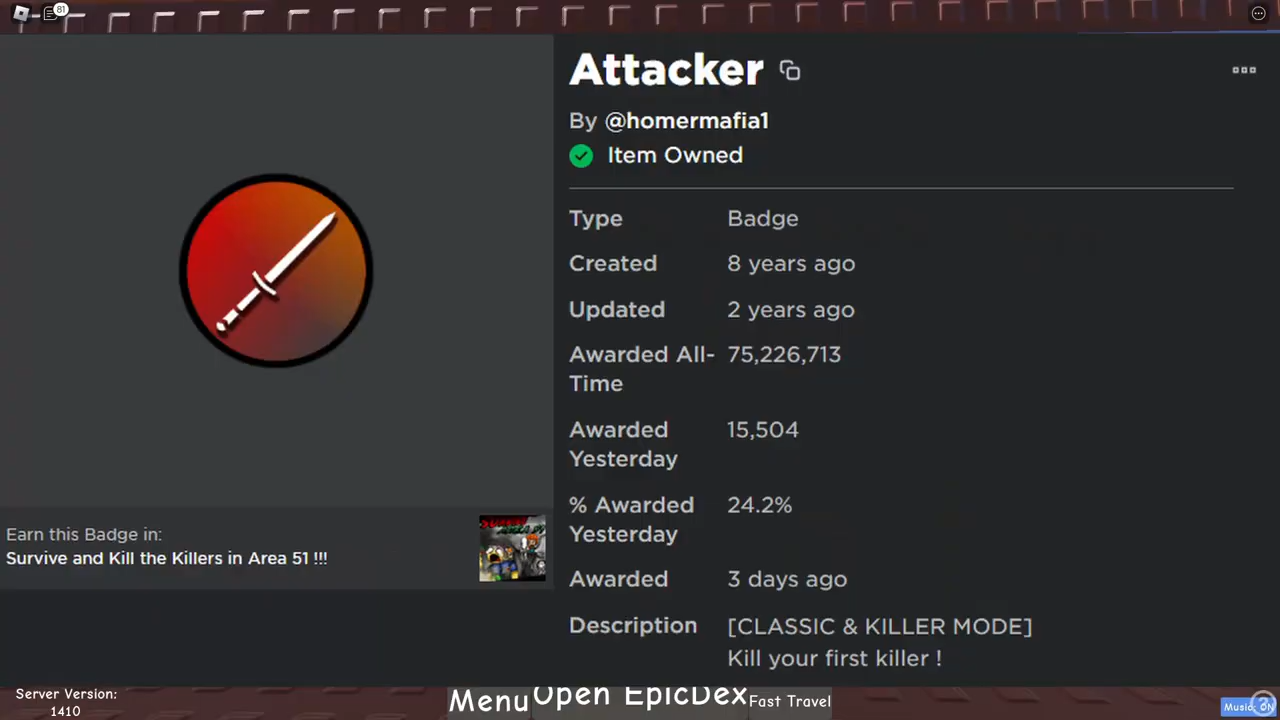 81
Attacker
By @homermafia1
Item Owned
Type Badge
Created 8 years ago
Updated 2 years ago
Awarded All-Time 75,226,713
Awarded Yesterday 15,504
% Awarded Yesterday 24.2%
Awarded 3 days ago
Description [CLASSIC & KILLER MODE]
Kill your first killer !
Earn this Badge in:
Survive and Kill the Killers in Area 51 !!!
Server Version:
1410
Menu Open EpicDex Fast Travel
Music: ON
?